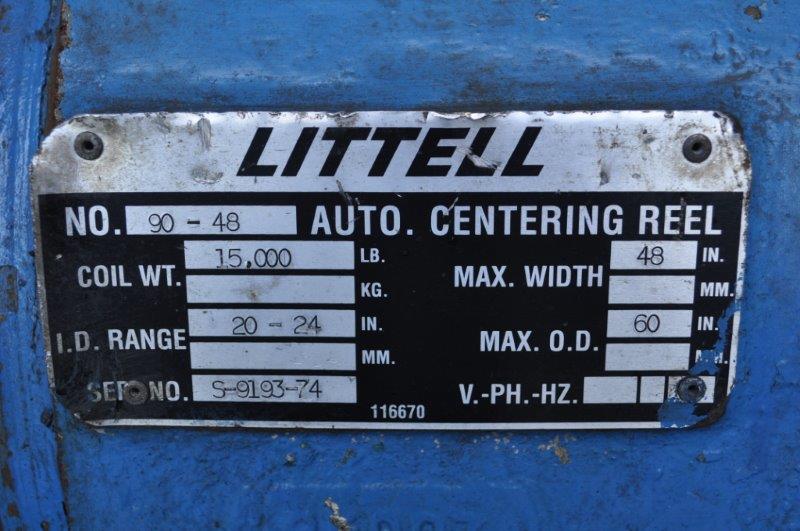 LITTELL
NO. 90 - 48 AUTO. CENTERING REEL
COIL WT. 15,000 LB. MAX. WIDTH 48 IN.
KG. MM.
I.D. RANGE 20 - 24 IN. MAX. O.D. 60 IN.
MM.
SER. NO. S-9193-74 V.-PH.-HZ.
116670